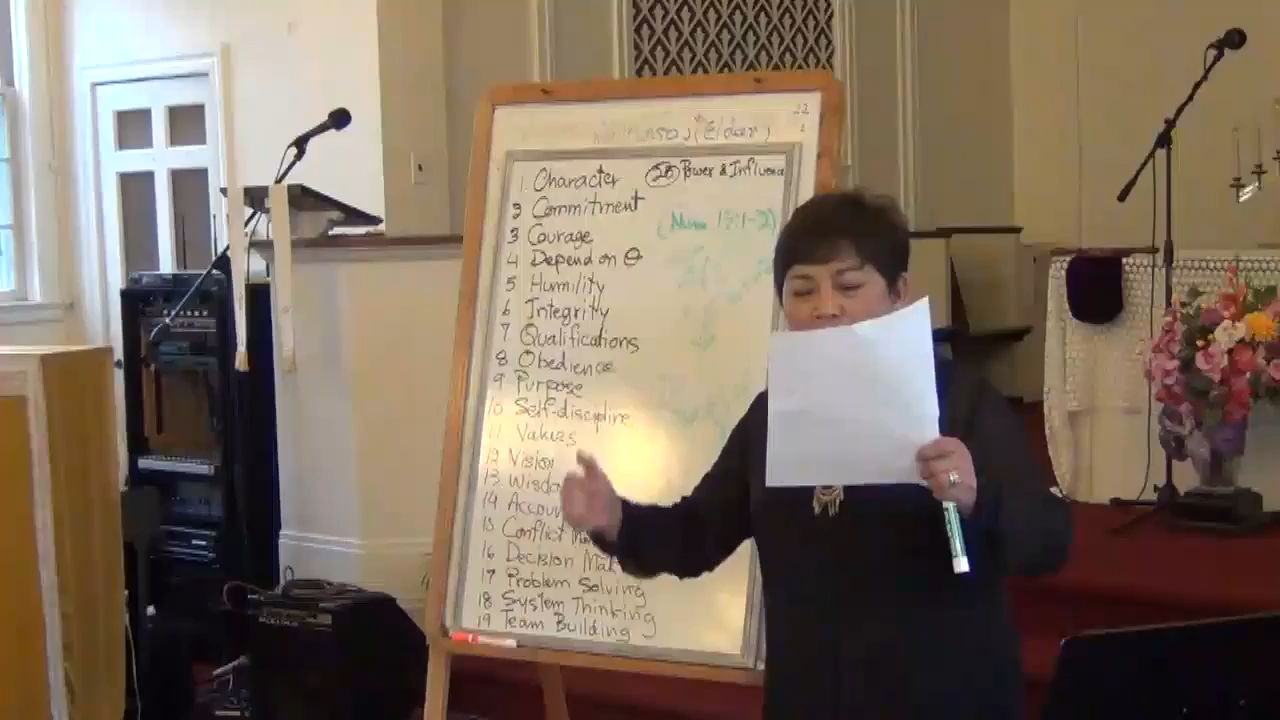 (Elder)
1. Character
2 Commitment
3 Courage
4 Depend on
5 Humility
6 Integrity
7 Qualifications
8 Obedience
9 Purpose
10 Self-discipline
11 Values
12 Vision
13. Wisdo
14 Accou
15 Conflict
16 Decision Mak
17 Problem Solving
18 System Thinking
19 Team Building
20 Power & Influence